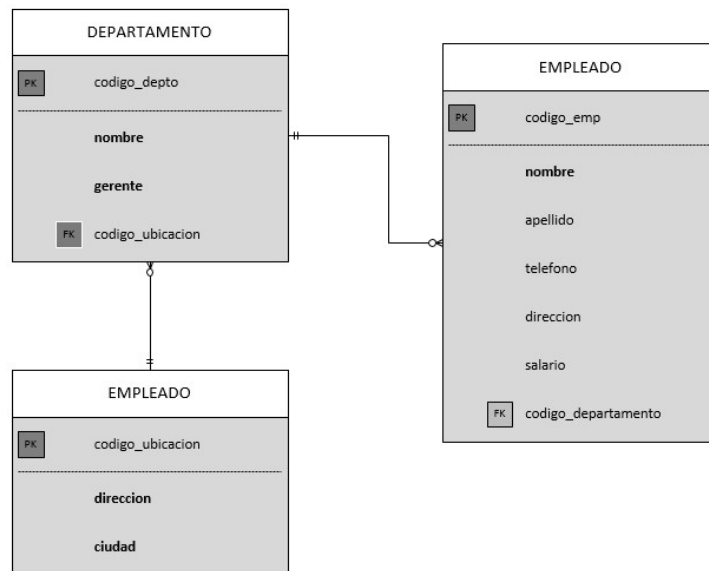 DEPARTAMENTO
PK codigo_depto
nombre
gerente
FK codigo_ubicacion
EMPLEADO
PK codigo_emp
nombre
apellido
telefono
direccion
salario
FK codigo_departamento
EMPLEADO
PK codigo_ubicacion
direccion
ciudad